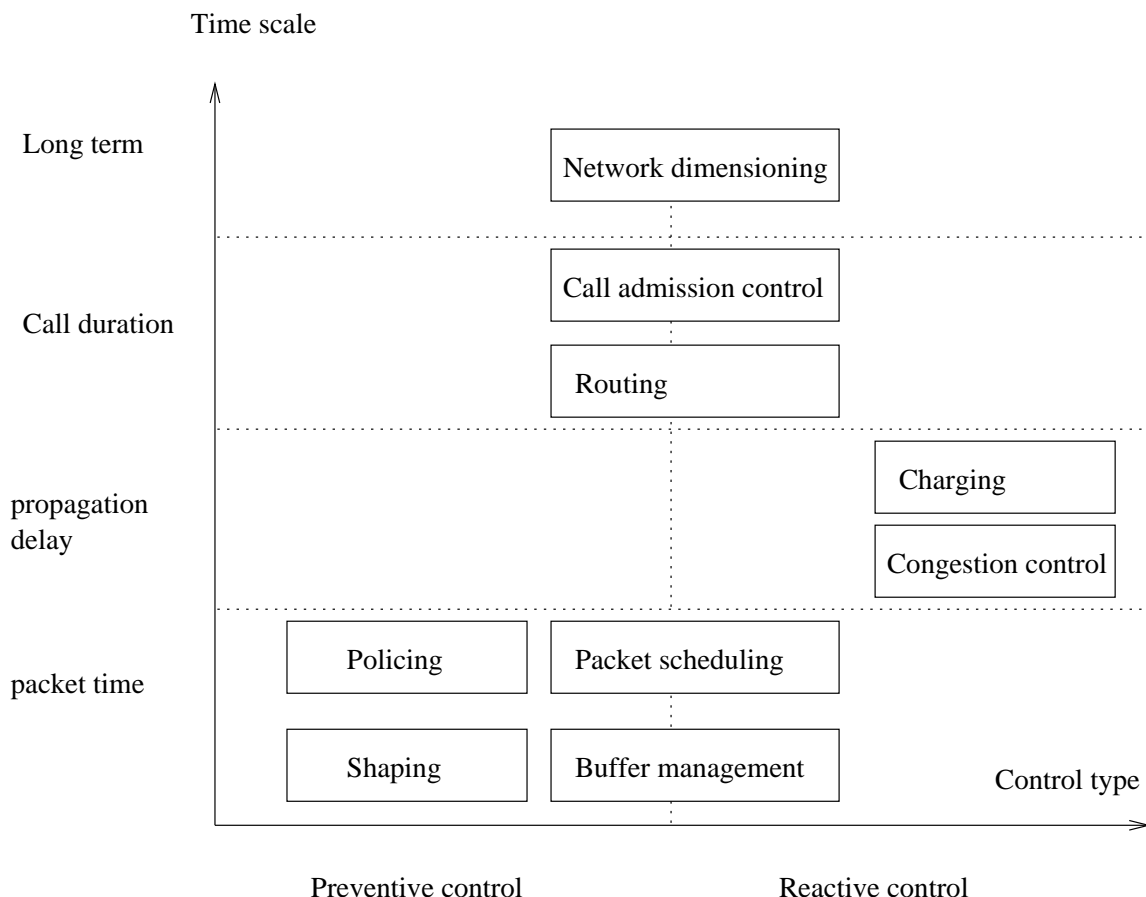 Time scale
Long term
Network dimensioning
Call admission control
Call duration
Routing
Charging
propagation
delay
Congestion control
Policing
Packet scheduling
packet time
Shaping
Buffer management
Control type
Preventive control
Reactive control